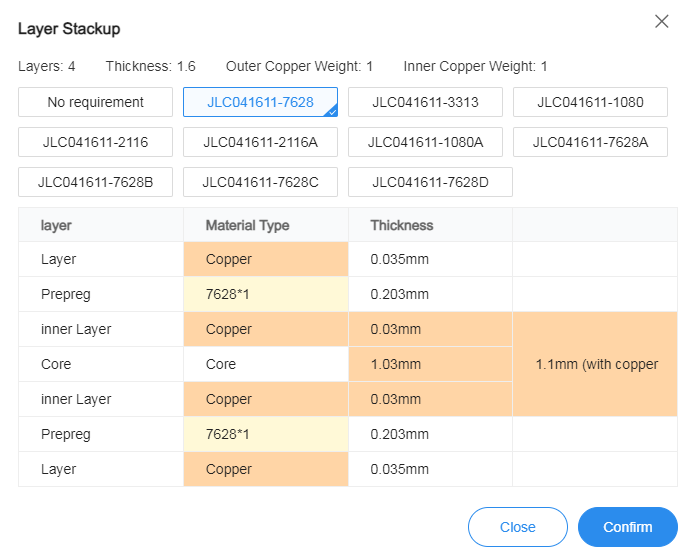 Layer Stackup
Layers: 4 Thickness: 1.6 Outer Copper Weight: 1 Inner Copper Weight: 1
No requirement JLC041611-7628 JLC041611-3313 JLC041611-1080
JLC041611-2116 JLC041611-2116A JLC041611-1080A JLC041611-7628A
JLC041611-7628B JLC041611-7628C JLC041611-7628D
layer Material Type Thickness
Layer Copper 0.035mm
Prepreg 7628*1 0.203mm
inner Layer Copper 0.03mm
Core Core 1.03mm 1.1mm (with copper
inner Layer Copper 0.03mm
Prepreg 7628*1 0.203mm
Layer Copper 0.035mm
Close Confirm